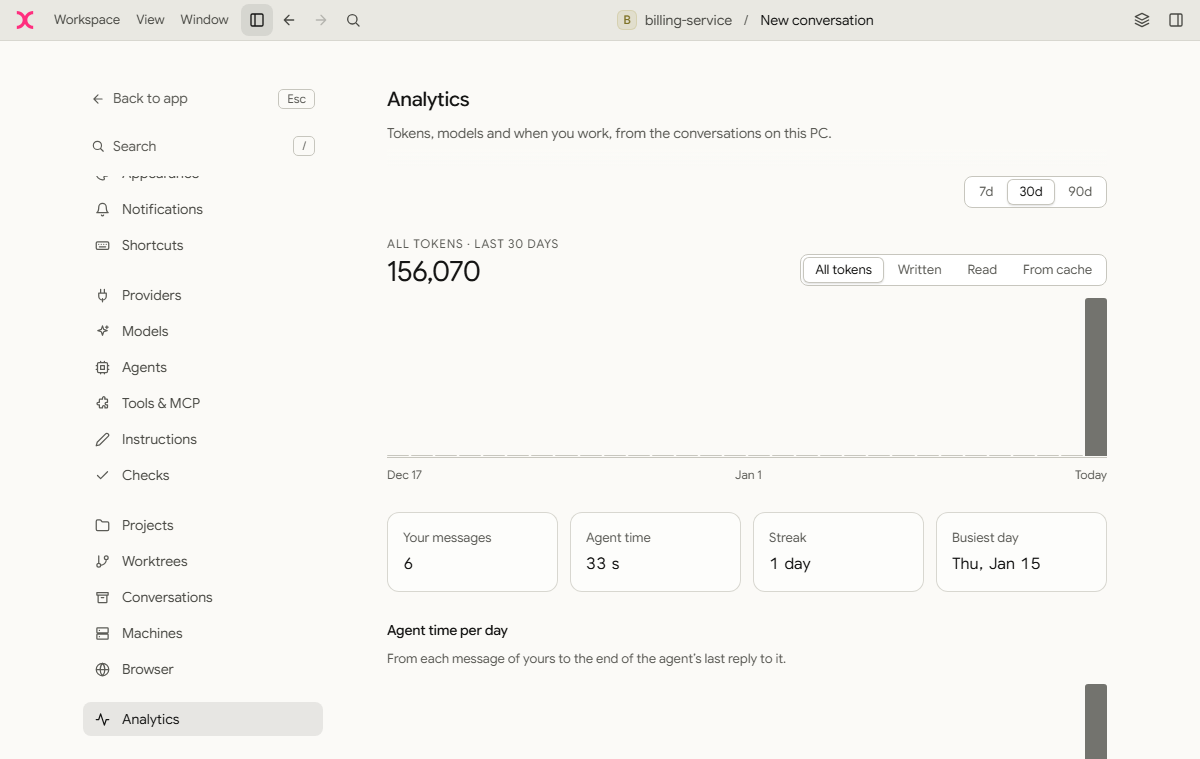 Workspace View Window
B billing-service / New conversation
Back to app Esc
Search /
Appearance
Notifications
Shortcuts
Providers
Models
Agents
Tools & MCP
Instructions
Checks
Projects
Worktrees
Conversations
Machines
Browser
Analytics
Analytics
Tokens, models and when you work, from the conversations on this PC.
7d 30d 90d
ALL TOKENS · LAST 30 DAYS
156,070
All tokens Written Read From cache
Dec 17 Jan 1 Today
Your messages
6
Agent time
33 s
Streak
1 day
Busiest day
Thu, Jan 15
Agent time per day
From each message of yours to the end of the agent’s last reply to it.